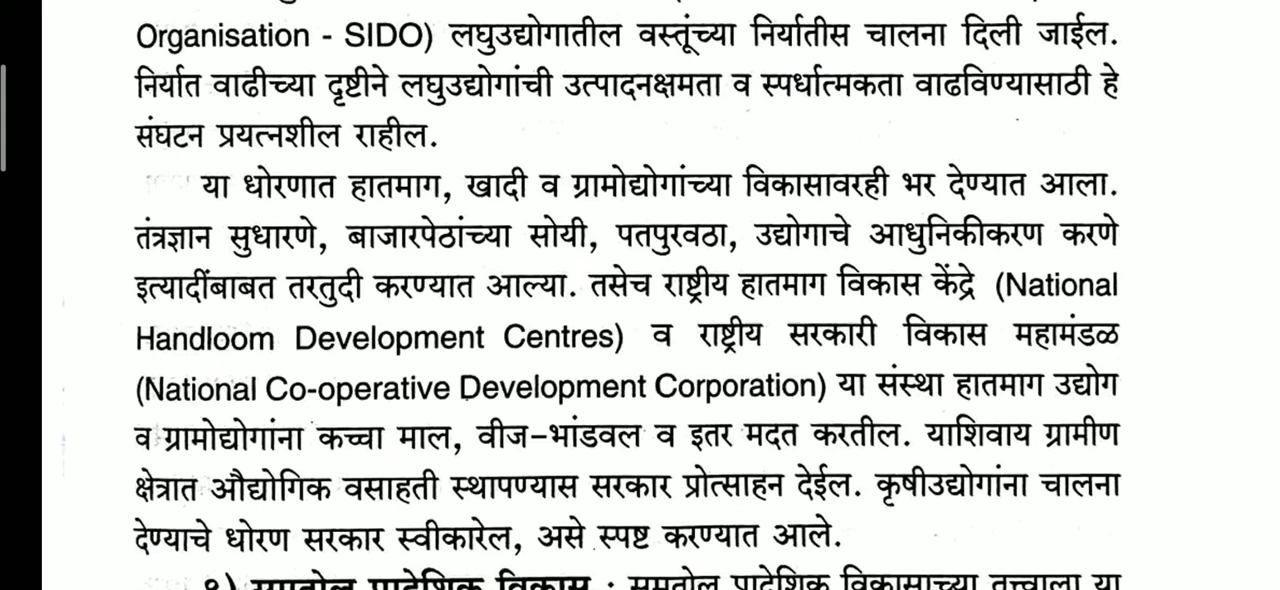 Organisation - SIDO) लघुउद्योगातील वस्तूंच्या निर्यातीस चालना दिली जाईल.
निर्यात वाढीच्या दृष्टीने लघुउद्योगांची उत्पादनक्षमता व स्पर्धात्मकता वाढविण्यासाठी हे
संघटन प्रयत्नशील राहील.
या धोरणात हातमाग, खादी व ग्रामोद्योगांच्या विकासावरही भर देण्यात आला.
तंत्रज्ञान सुधारणे, बाजारपेठांच्या सोयी, पतपुरवठा, उद्योगाचे आधुनिकीकरण करणे
इत्यादींबाबत तरतुदी करण्यात आल्या. तसेच राष्ट्रीय हातमाग विकास केंद्रे (National
Handloom Development Centres) व राष्ट्रीय सरकारी विकास महामंडळ
(National Co-operative Development Corporation) या संस्था हातमाग उद्योग
व ग्रामोद्योगांना कच्चा माल, वीज-भांडवल व इतर मदत करतील. याशिवाय ग्रामीण
क्षेत्रात औद्योगिक वसाहती स्थापण्यास सरकार प्रोत्साहन देईल. कृषीउद्योगांना चालना
देण्याचे धोरण सरकार स्वीकारेल, असे स्पष्ट करण्यात आले.
समतोल प्रादेशिक विकास : समतोल प्रादेशिक विकासाच्या तत्त्वाला या